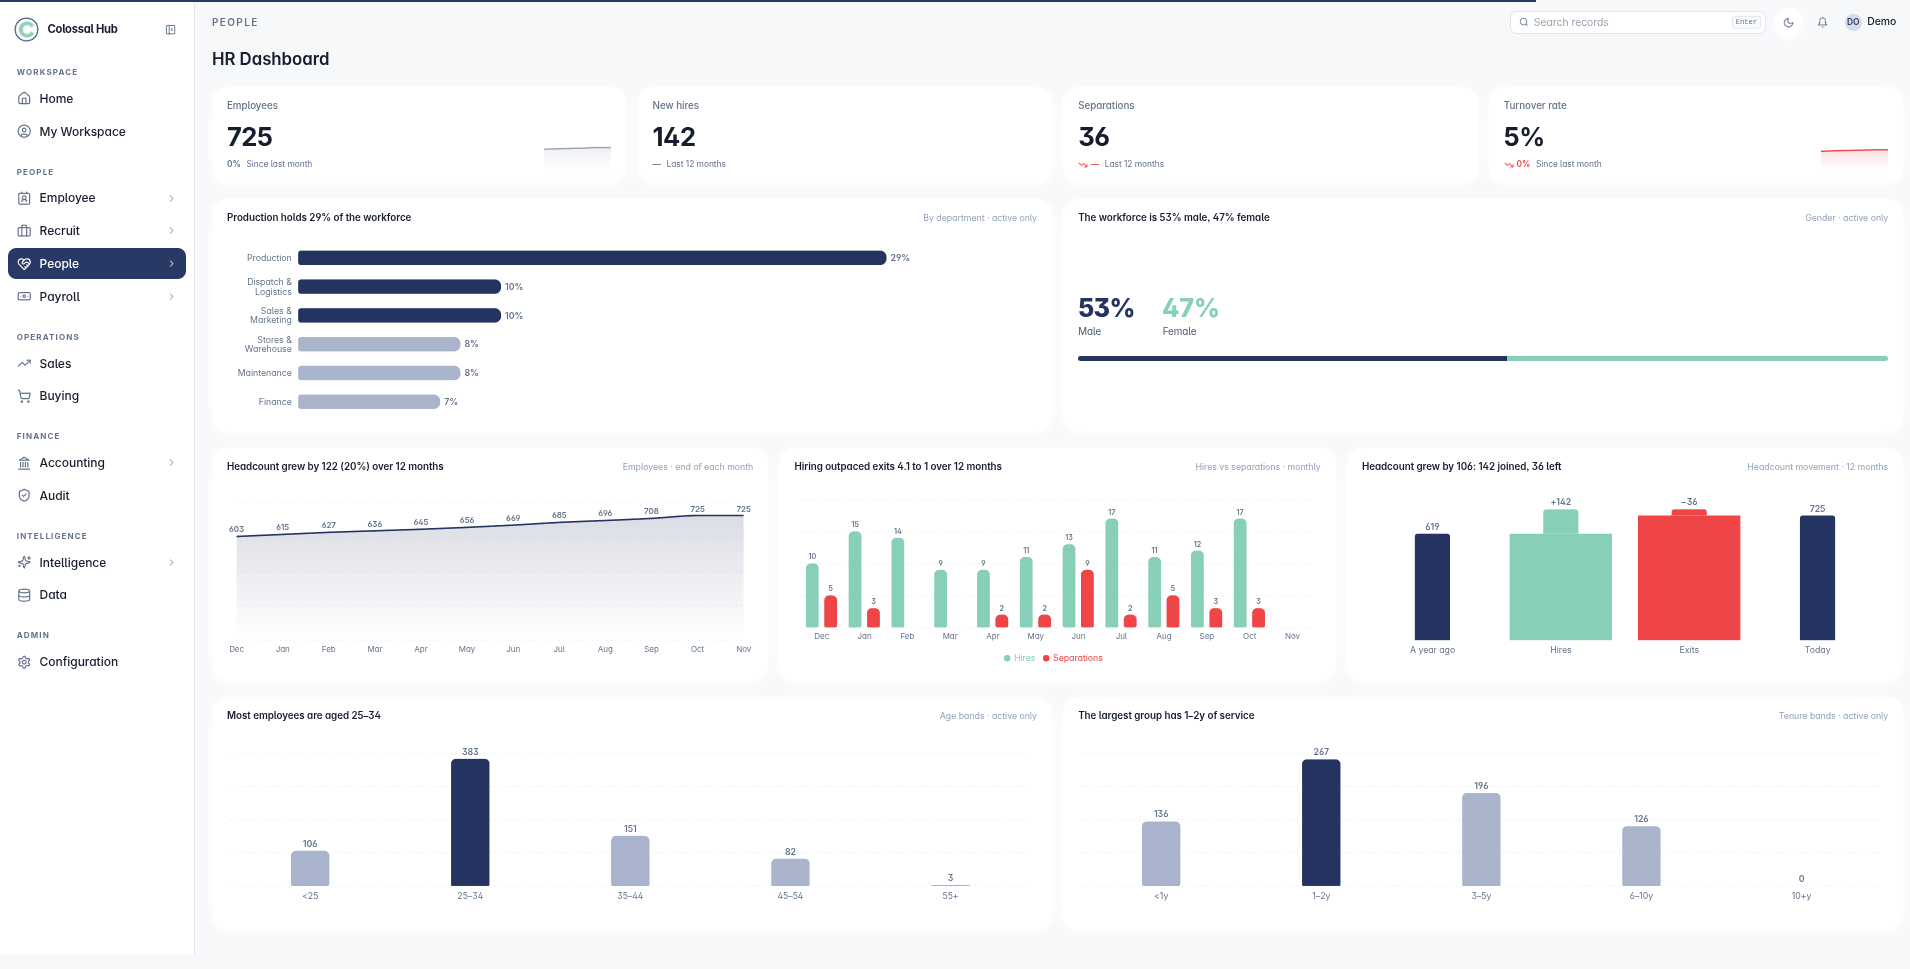 Colossal Hub
PEOPLE
Search records
Enter
DO
Demo
WORKSPACE
Home
My Workspace
PEOPLE
Employee
Recruit
People
Payroll
OPERATIONS
Sales
Buying
FINANCE
Accounting
Audit
INTELLIGENCE
Intelligence
Data
ADMIN
Configuration
HR Dashboard
Employees
725
0% Since last month
New hires
142
— Last 12 months
Separations
36
— Last 12 months
Turnover rate
5%
0% Since last month
Production holds 29% of the workforce
By department · active only
Production 29%
Dispatch &
Logistics
10%
Sales &
Marketing
10%
Stores &
Warehouse
8%
Maintenance 8%
Finance 7%
The workforce is 53% male, 47% female
Gender · active only
53% 47%
Male Female
Headcount grew by 122 (20%) over 12 months
Employees · end of each month
603 615 627 636 645 656 669 685 696 708 725 725
Dec Jan Feb Mar Apr May Jun Jul Aug Sep Oct Nov
Hiring outpaced exits 4.1 to 1 over 12 months
Hires vs separations · monthly
10 5 15 3 14 9 9 2 11 2 13 9 17 2 11 5 12 3 17 3
Dec Jan Feb Mar Apr May Jun Jul Aug Sep Oct Nov
Hires Separations
Headcount grew by 106: 142 joined, 36 left
Headcount movement · 12 months
619 +142 −36 725
A year ago Hires Exits Today
Most employees are aged 25–34
Age bands · active only
106 383 151 82 3
<25 25–34 35–44 45–54 55+
The largest group has 1–2y of service
Tenure bands · active only
136 267 196 126 0
<1y 1–2y 3–5y 6–10y 10+y